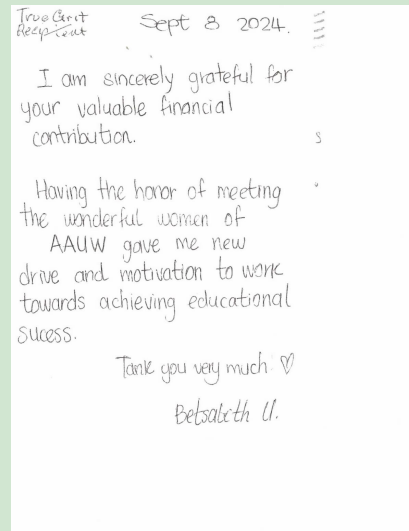 True Grit
Recipient
Sept 8 2024.
I am sincerely grateful for
your valuable financial
contribution.
Having the honor of meeting
the wonderful women of
AAUW gave me new
drive and motivation to work
towards achieving educational
sucess.
Tank you very much ♡
Betsabeth U.